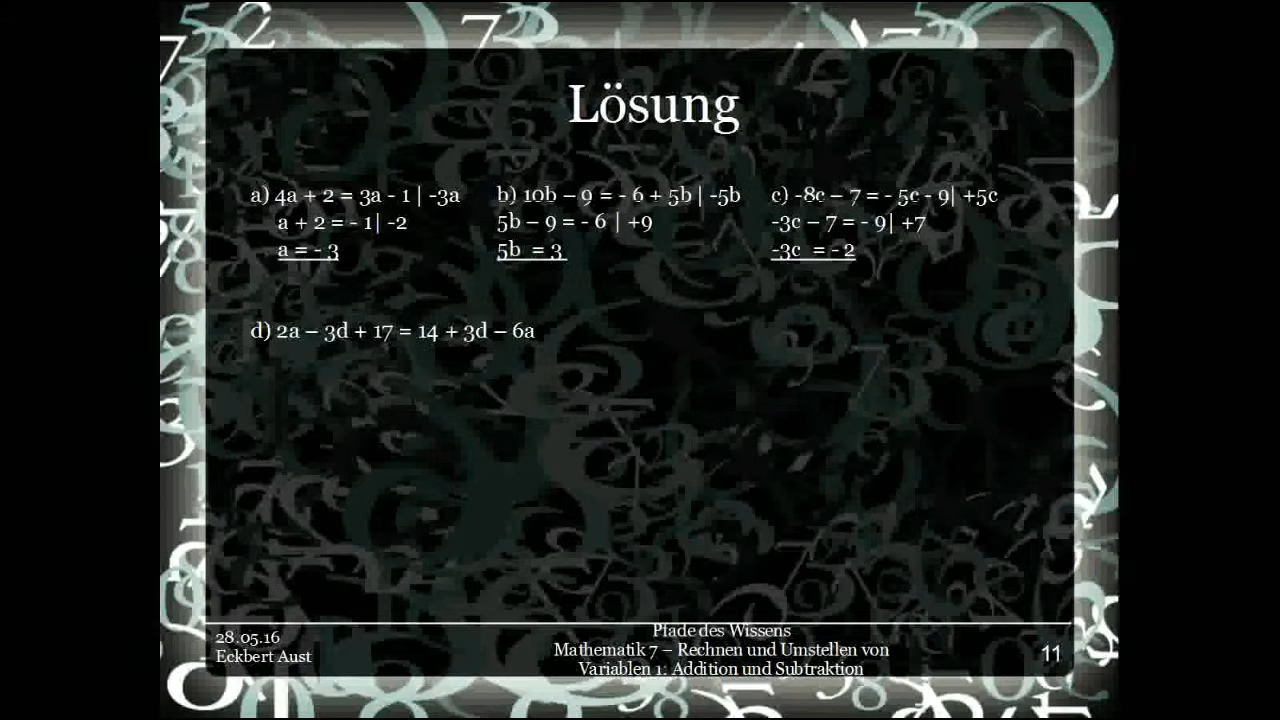 Lösung
a) 4a + 2 = 3a - 1 | -3a
a + 2 = - 1| -2
a = - 3
b) 10b – 9 = - 6 + 5b | -5b
5b – 9 = - 6 | +9
5b = 3
c) -8c – 7 = - 5c - 9| +5c
-3c – 7 = - 9| +7
-3c = - 2
d) 2a – 3d + 17 = 14 + 3d – 6a
28.05.16
Eckbert Aust
Pfade des Wissens
Mathematik 7 – Rechnen und Umstellen von
Variablen 1: Addition und Subtraktion
11